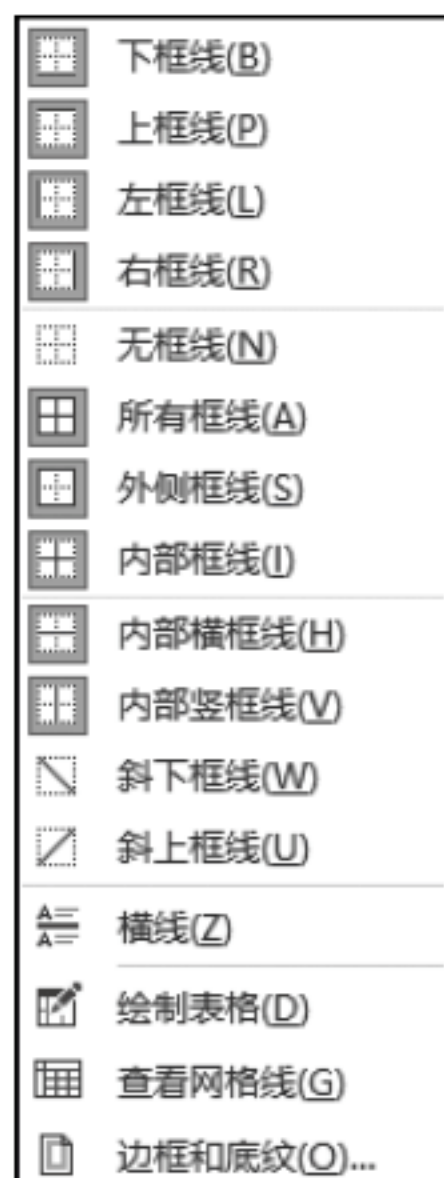 下框线(B)
上框线(P)
左框线(L)
右框线(R)
无框线(N)
所有框线(A)
外侧框线(S)
内部框线(I)
内部横框线(H)
内部竖框线(V)
斜下框线(W)
斜上框线(U)
横线(Z)
绘制表格(D)
查看网格线(G)
边框和底纹(O)...